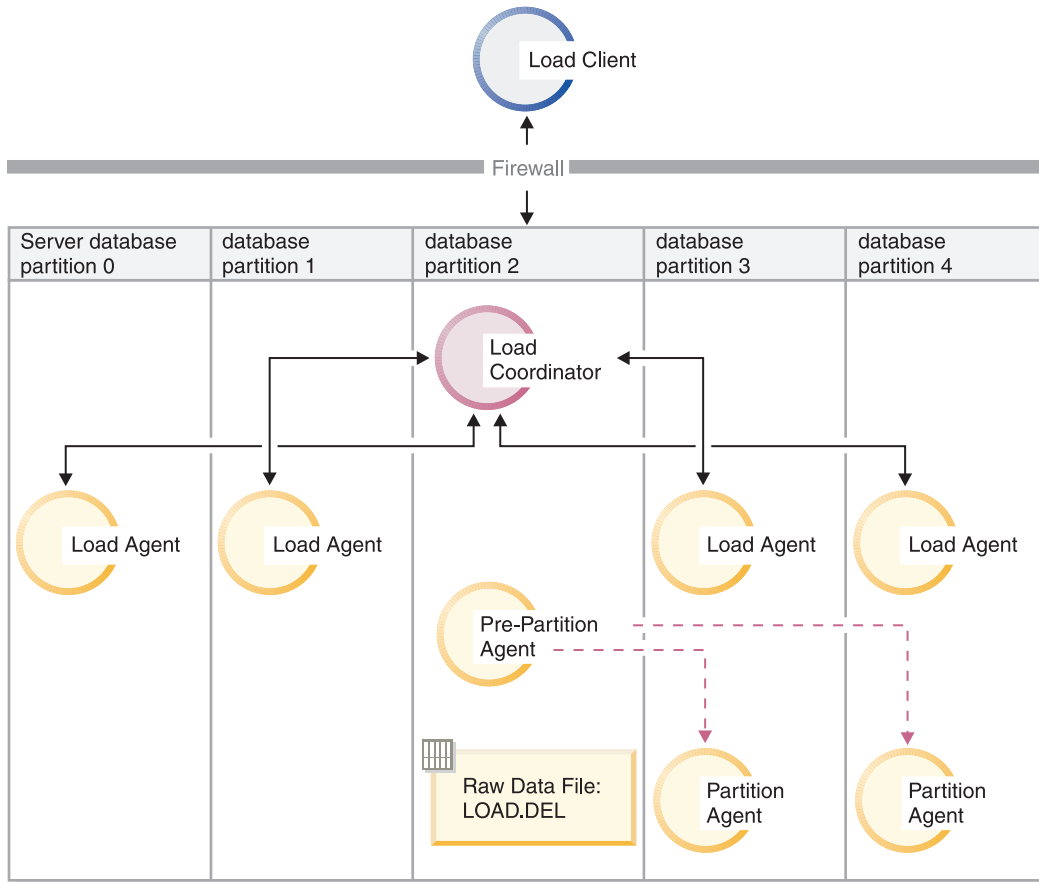 Load Client
Firewall
Server database
partition 0
database
partition 1
database
partition 2
database
partition 3
database
partition 4
Load
Coordinator
Load Agent
Load Agent
Load Agent
Load Agent
Pre-Partition
Agent
Raw Data File:
LOAD.DEL
Partition
Agent
Partition
Agent